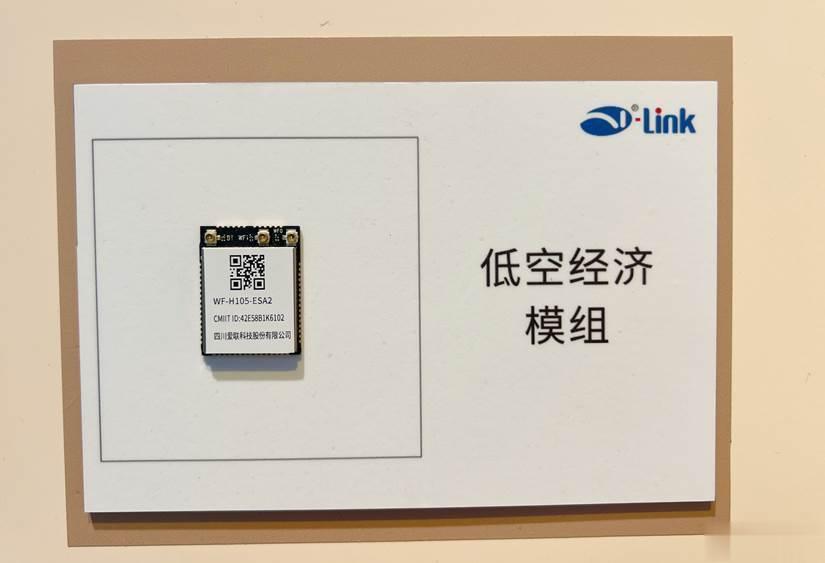 -Link
低空经济
模组
WF-H105-ESA2
CMIIT ID:42E58B1K6102
四川爱联科技股份有限公司